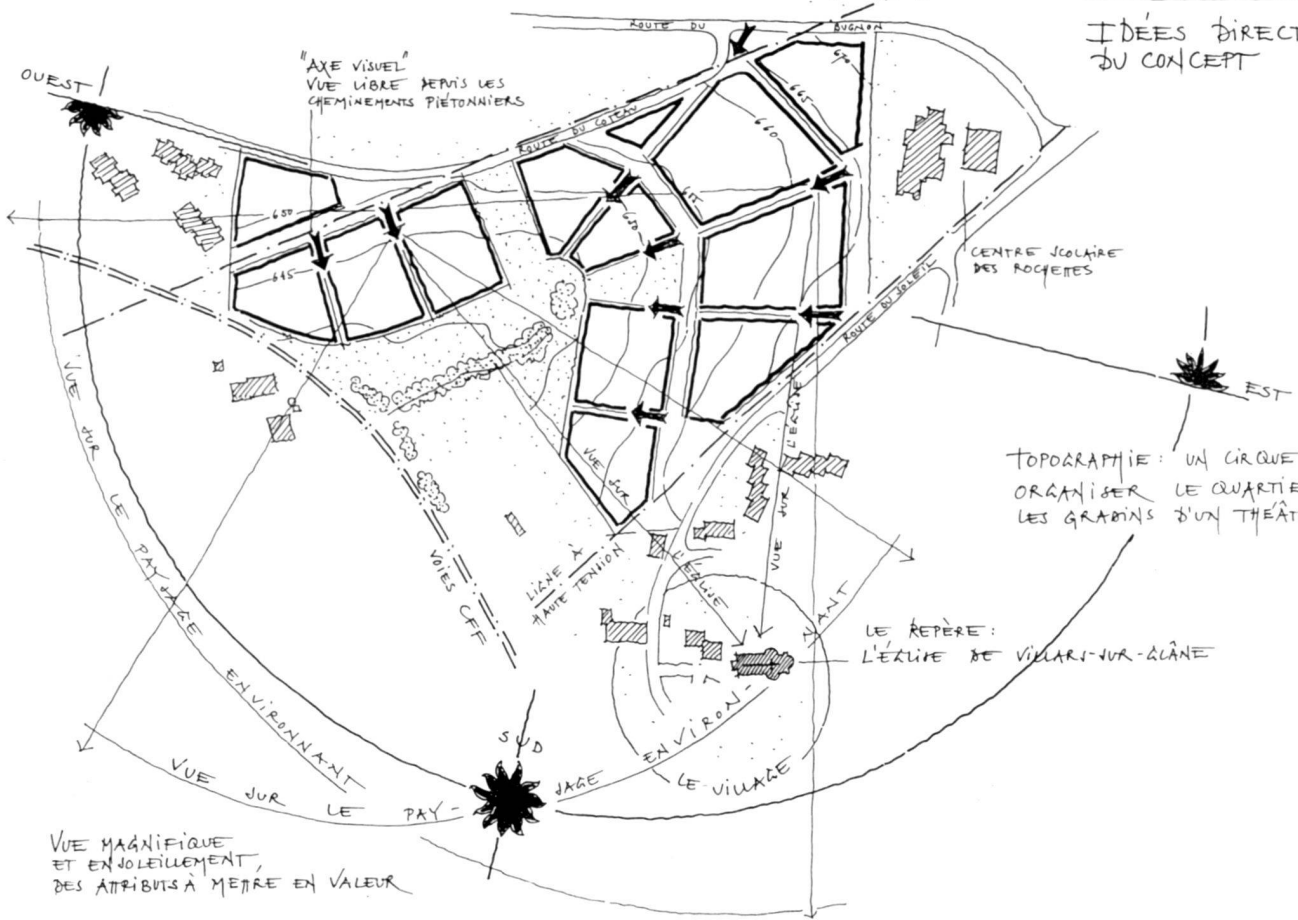 IDÉES DIRECT
DU CONCEPT
ROUTE DU BUGNON
"AXE VISUEL"
VUE LIBRE DEPUIS LES
CHEMINEMENTS PIÉTONNIERS
OUEST
ROUTE DU COTEAU
670
665
660
655
650
650
645
CENTRE SCOLAIRE
DES ROCHETTES
ROUTE DU SOLEIL
EST
TOPOGRAPHIE: UN CIRQUE
ORGANISER LE QUARTIE
LES GRADINS D'UN THÉÂT
VUE SUR L'ÉGLISE
VUE SUR L'ÉGLISE
VOIES CFF
LIGNE À
HAUTE TENSION
LE REPÈRE:
L'ÉGLISE DE VILLARS-SUR-GLÂNE
LE VILLAGE
SUD
VUE SUR LE PAYSAGE ENVIRONNANT
VUE SUR LE PAY-SAGE ENVIRON-NANT
VUE MAGNIFIQUE
ET ENSOLEILLEMENT,
DES ATTRIBUTS À METTRE EN VALEUR